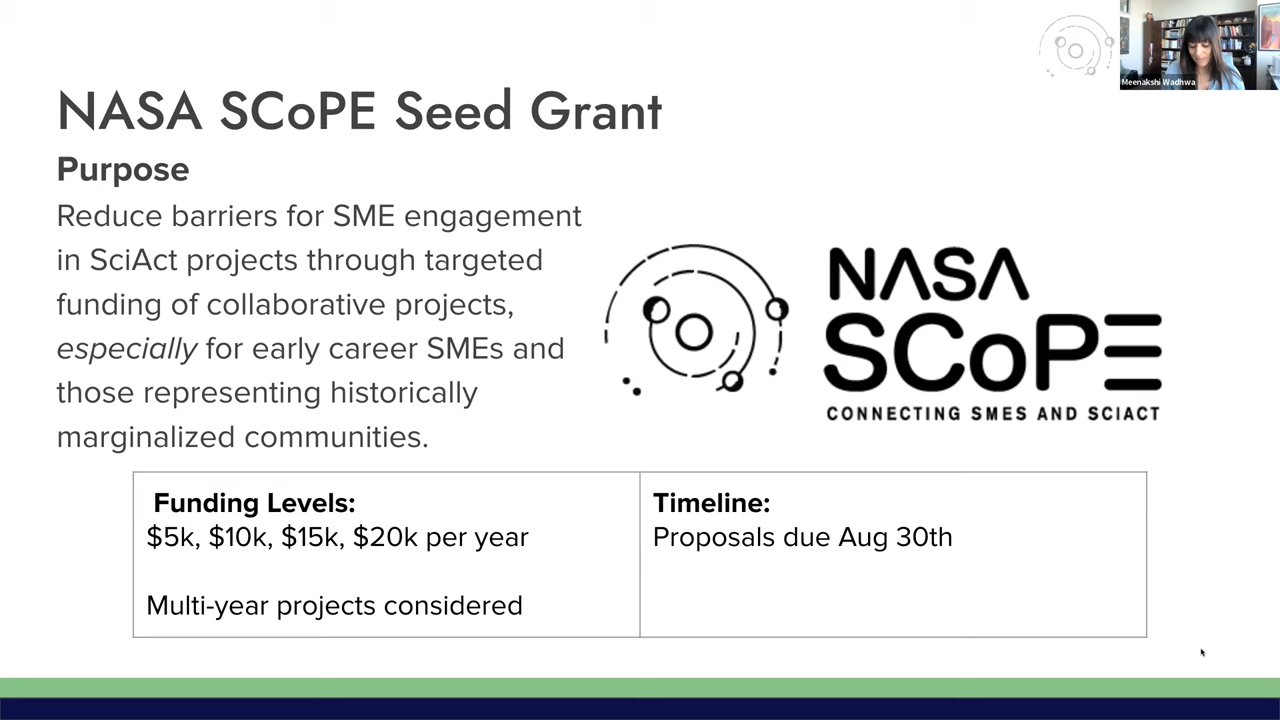 Meenakshi Wadhwa
NASA SCoPE Seed Grant
Purpose
Reduce barriers for SME engagement
in SciAct projects through targeted
funding of collaborative projects,
especially for early career SMEs and
those representing historically
marginalized communities.
NASA
SCoPE
CONNECTING SMES AND SCIACT
Funding Levels:
$5k, $10k, $15k, $20k per year
Multi-year projects considered
Timeline:
Proposals due Aug 30th